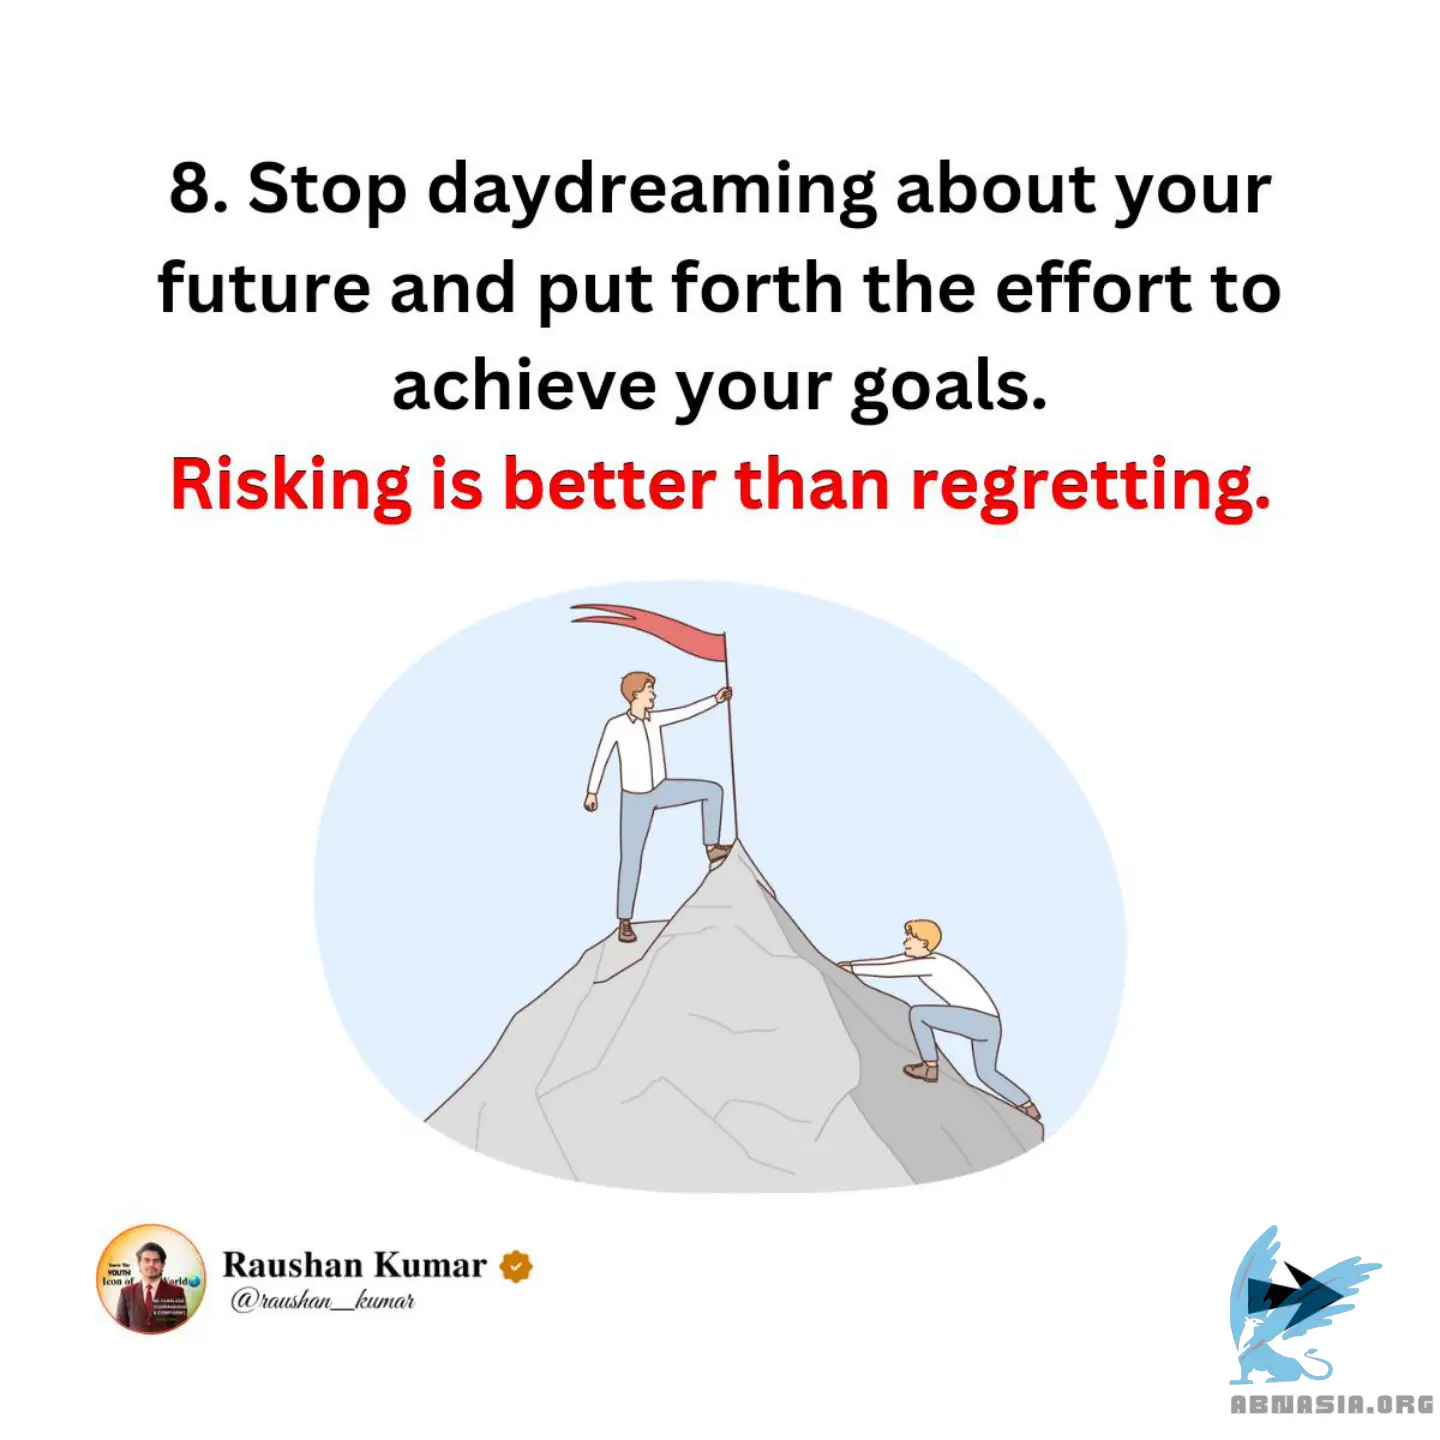 8. Stop daydreaming about your
future and put forth the effort to
achieve your goals.
Risking is better than regretting.
YOUTH
Icon of World
Raushan Kumar
@raushan__kumar
ABNASIA.ORG